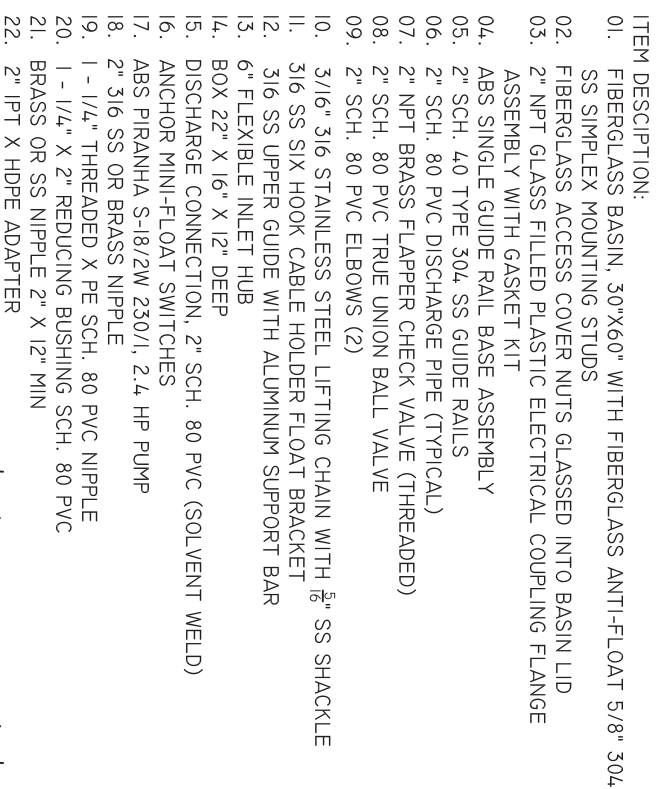 ITEM DESCIPTION:
01. FIBERGLASS BASIN, 30"X60" WITH FIBERGLASS ANTI-FLOAT 5/8" 304
SS SIMPLEX MOUNTING STUDS
02. FIBERGLASS ACCESS COVER NUTS GLASSED INTO BASIN LID
03. 2" NPT GLASS FILLED PLASTIC ELECTRICAL COUPLING FLANGE
ASSEMBLY WITH GASKET KIT
04. ABS SINGLE GUIDE RAIL BASE ASSEMBLY
05. 2" SCH. 40 TYPE 304 SS GUIDE RAILS
06. 2" SCH. 80 PVC DISCHARGE PIPE (TYPICAL)
07. 2" NPT BRASS FLAPPER CHECK VALVE (THREADED)
08. 2" SCH. 80 PVC TRUE UNION BALL VALVE
09. 2" SCH. 80 PVC ELBOWS (2)
10. 3/16" 316 STAINLESS STEEL LIFTING CHAIN WITH 5/16" SS SHACKLE
11. 316 SS SIX HOOK CABLE HOLDER FLOAT BRACKET
12. 316 SS UPPER GUIDE WITH ALUMINUM SUPPORT BAR
13. 6" FLEXIBLE INLET HUB
14. BOX 22" X 16" X 12" DEEP
15. DISCHARGE CONNECTION, 2" SCH. 80 PVC (SOLVENT WELD)
16. ANCHOR MINI-FLOAT SWITCHES
17. ABS PIRANHA S-18/2W 230/1, 2.4 HP PUMP
18. 2" 316 SS OR BRASS NIPPLE
19. 1 - 1/4" THREADED X PE SCH. 80 PVC NIPPLE
20. 1 - 1/4" X 2" REDUCING BUSHING SCH. 80 PVC
21. BRASS OR SS NIPPLE 2" X 12" MIN
22. 2" IPT X HDPE ADAPTER